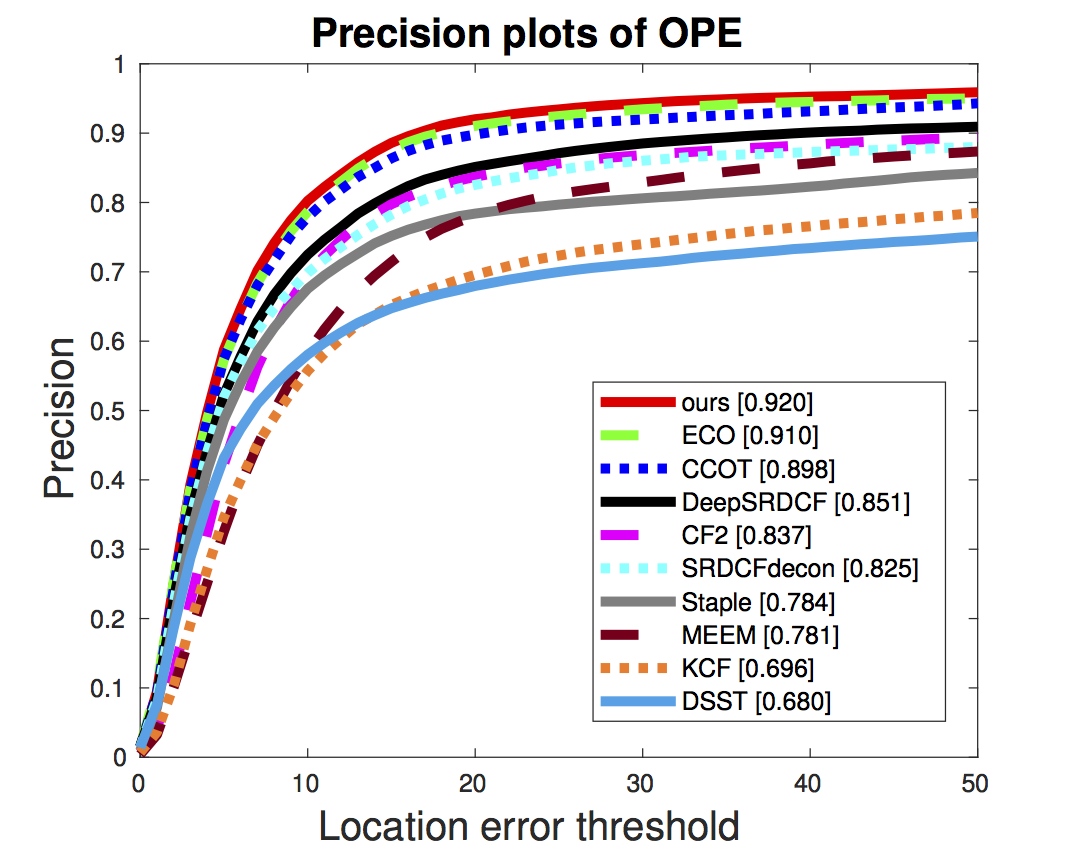 Precision plots of OPE
1
0.9
0.8
0.7
0.6
0.5
0.4
0.3
0.2
0.1
0
Precision
ours [0.920]
ECO [0.910]
CCOT [0.898]
DeepSRDCF [0.851]
CF2 [0.837]
SRDCFdecon [0.825]
Staple [0.784]
MEEM [0.781]
KCF [0.696]
DSST [0.680]
0 10 20 30 40 50
Location error threshold